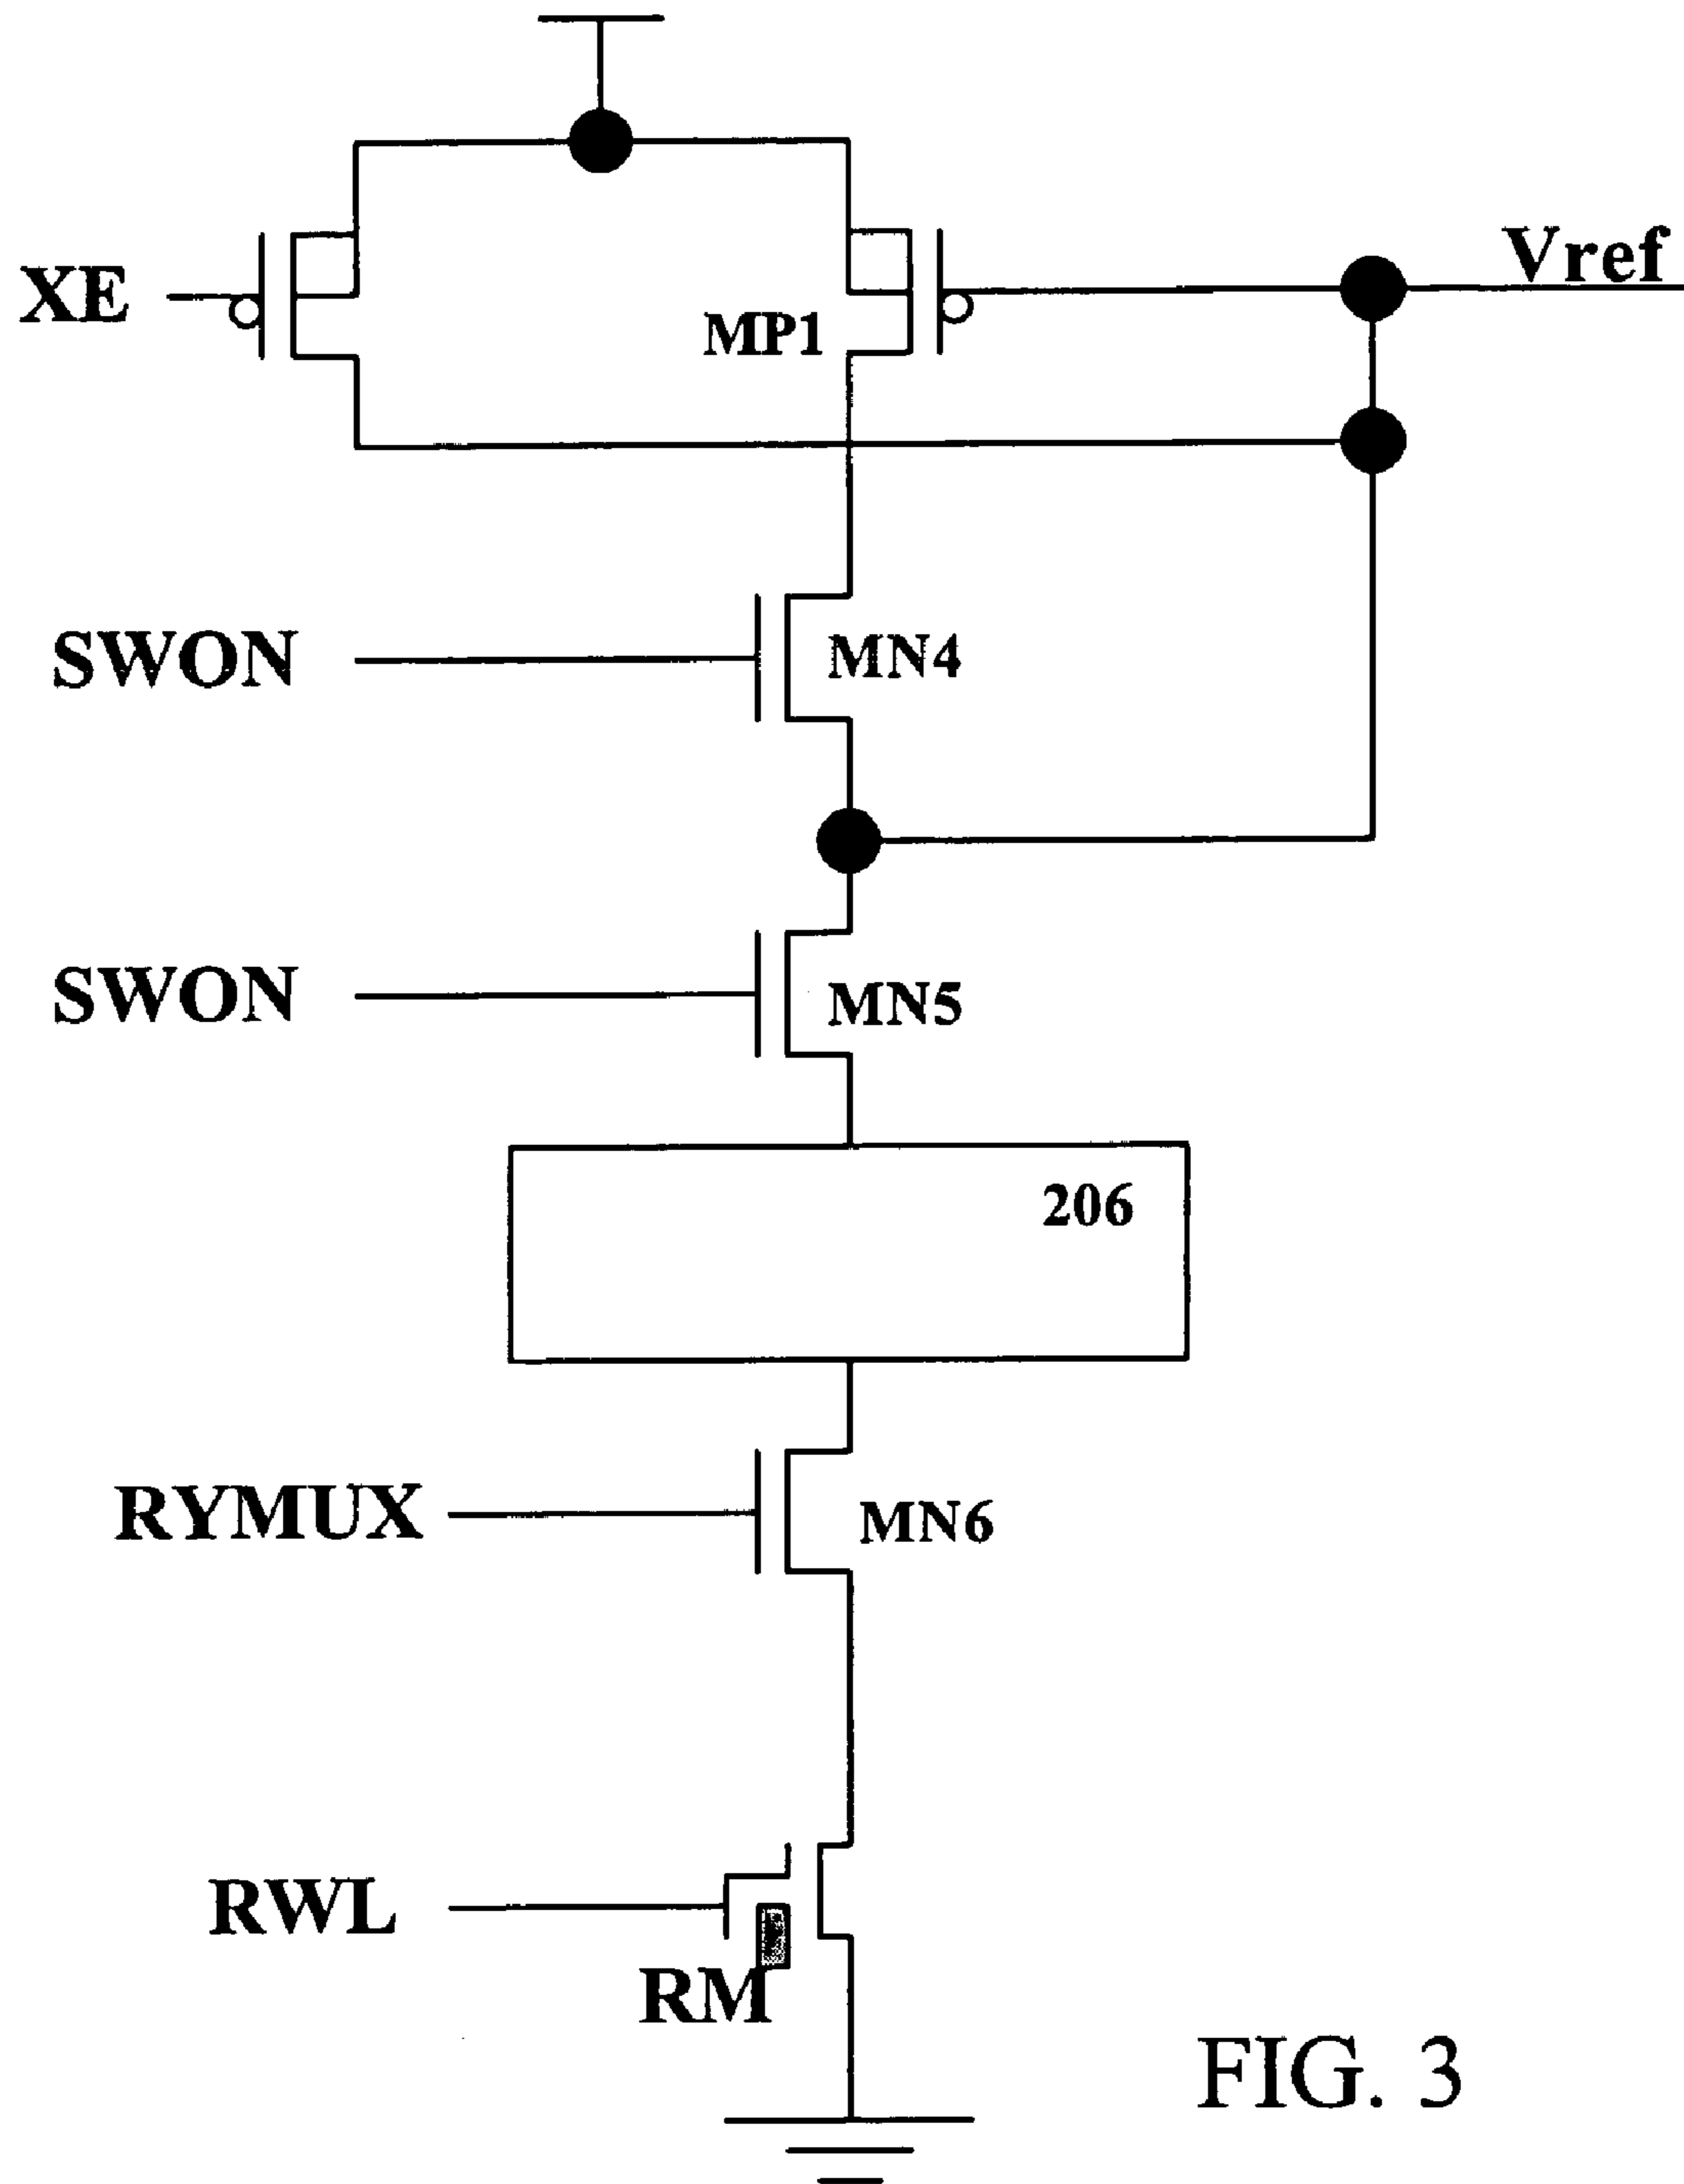 Vref
XE
MP1
SWON
MN4
SWON
MN5
206
RYMUX
MN6
RWL
RM
FIG. 3